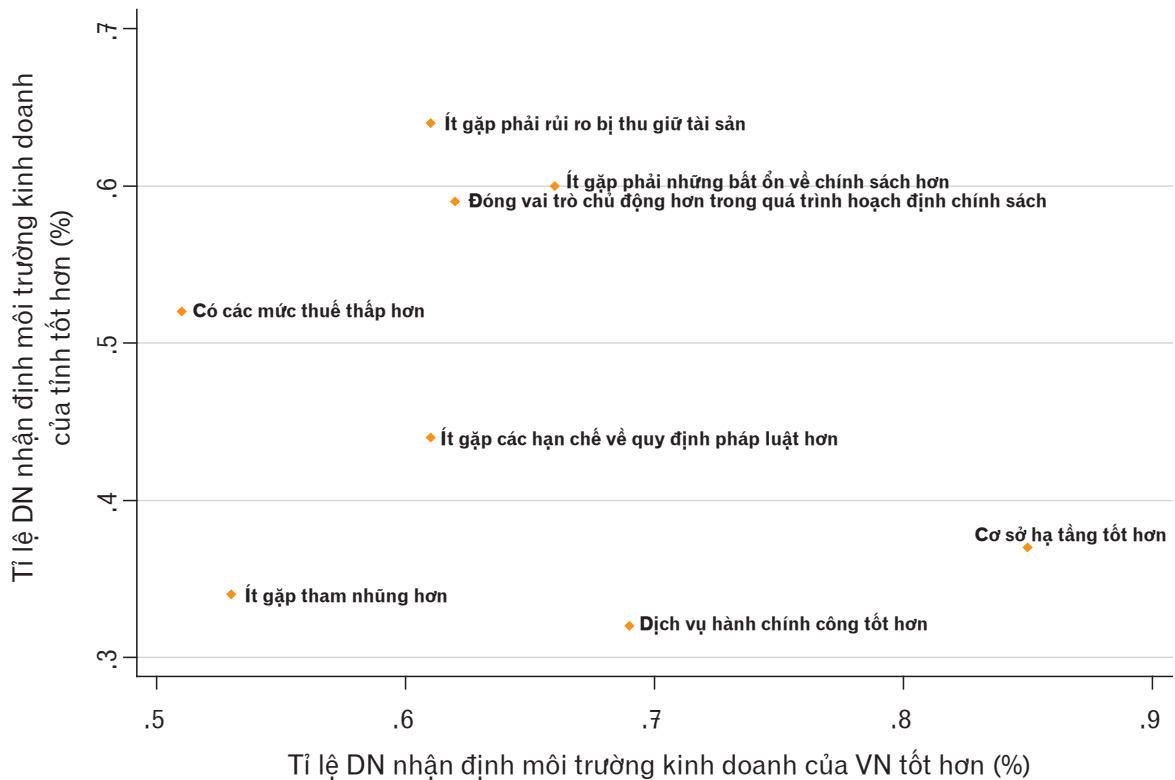 Tỉ lệ DN nhận định môi trường kinh doanh
của tỉnh tốt hơn (%)
.7
.6
.5
.4
.3
Ít gặp phải rủi ro bị thu giữ tài sản
Ít gặp phải những bất ổn về chính sách hơn
Đóng vai trò chủ động hơn trong quá trình hoạch định chính sách
Có các mức thuế thấp hơn
Ít gặp các hạn chế về quy định pháp luật hơn
Cơ sở hạ tầng tốt hơn
Ít gặp tham nhũng hơn
Dịch vụ hành chính công tốt hơn
.5 .6 .7 .8 .9
Tỉ lệ DN nhận định môi trường kinh doanh của VN tốt hơn (%)